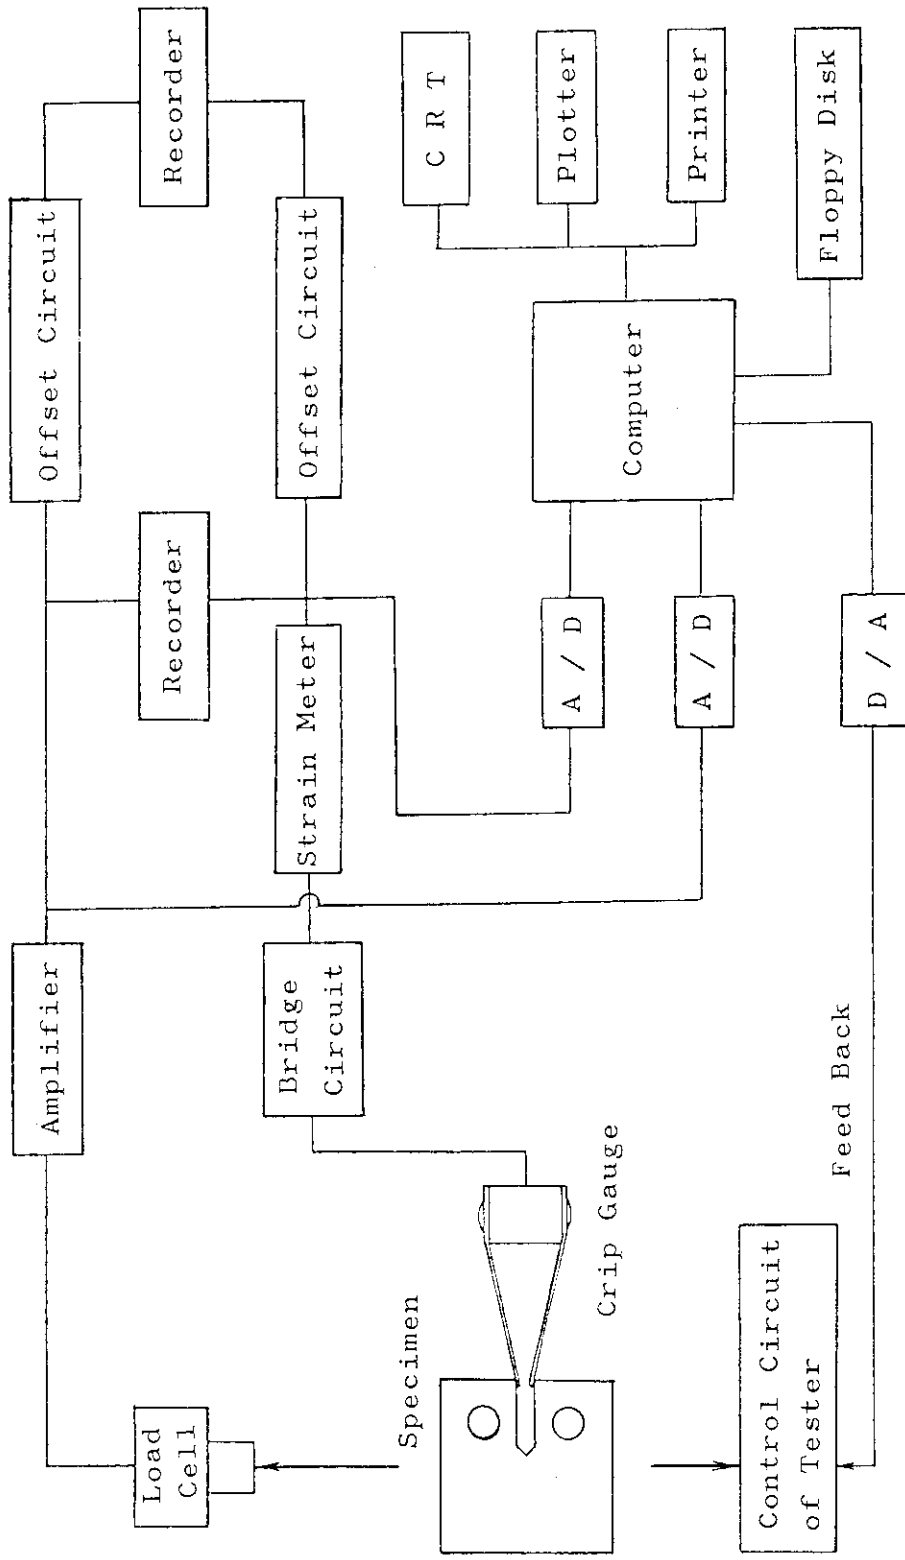 Load
Cell
Amplifier
Offset Circuit
Recorder
Recorder
Specimen
Crip Gauge
Bridge
Circuit
Strain Meter
Offset Circuit
A / D
A / D
Computer
C R T
Plotter
Printer
Floppy Disk
Control Circuit
of Tester
Feed Back
D / A